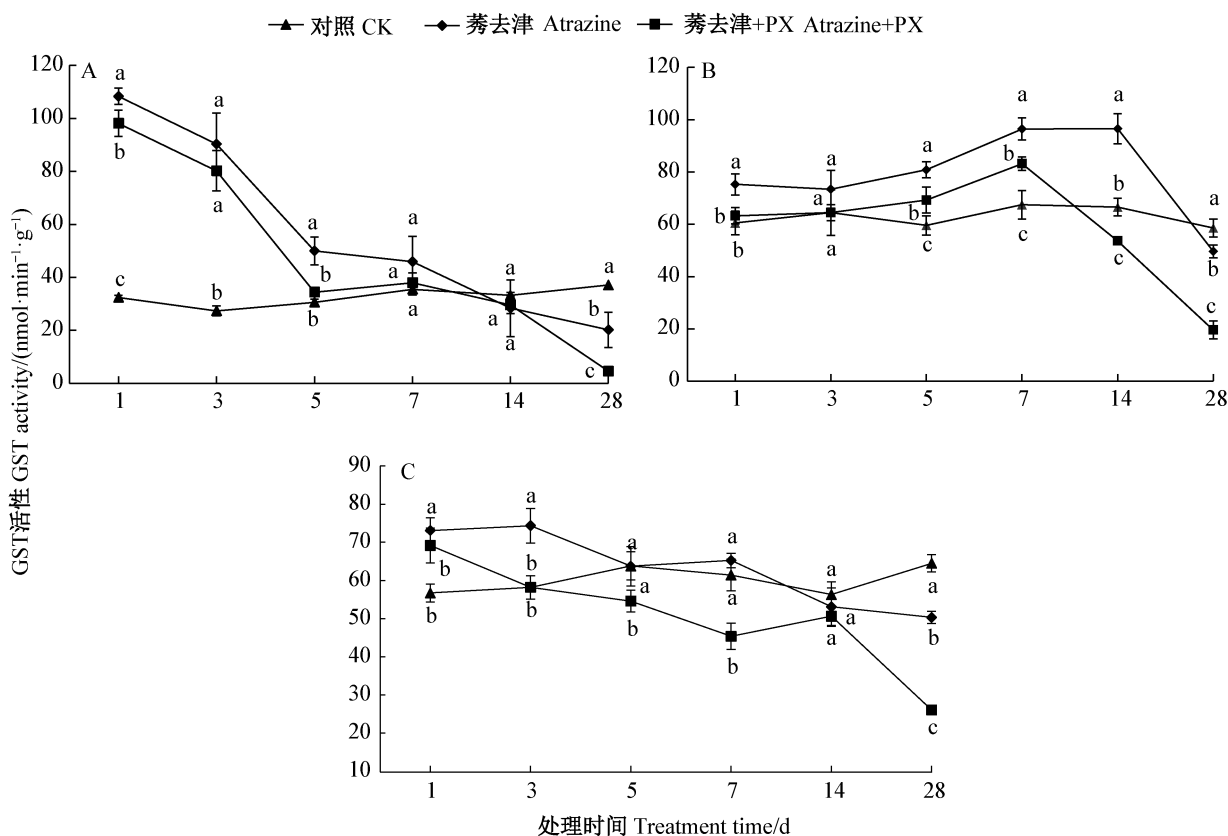 对照 CK 莠去津 Atrazine 莠去津+PX Atrazine+PX
GST活性 GST activity/(nmol·min⁻¹·g⁻¹)
A
120
100
80
60
40
20
0
1 3 5 7 14 28
a a a a a a
b a b a a b
c b b a a c
B
120
100
80
60
40
20
0
1 3 5 7 14 28
a a a a a a
b a b b b b
b a c c c c
C
90
80
70
60
50
40
30
20
10
1 3 5 7 14 28
a a a a a a
b b a a a b
b b b b a c
处理时间 Treatment time/d